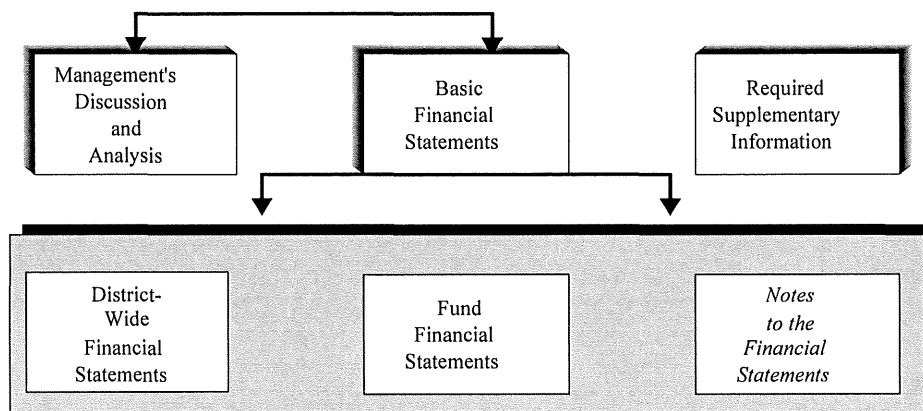 Management's
Discussion
and
Analysis
Basic
Financial
Statements
Required
Supplementary
Information
District-
Wide
Financial
Statements
Fund
Financial
Statements
Notes
to the
Financial
Statements